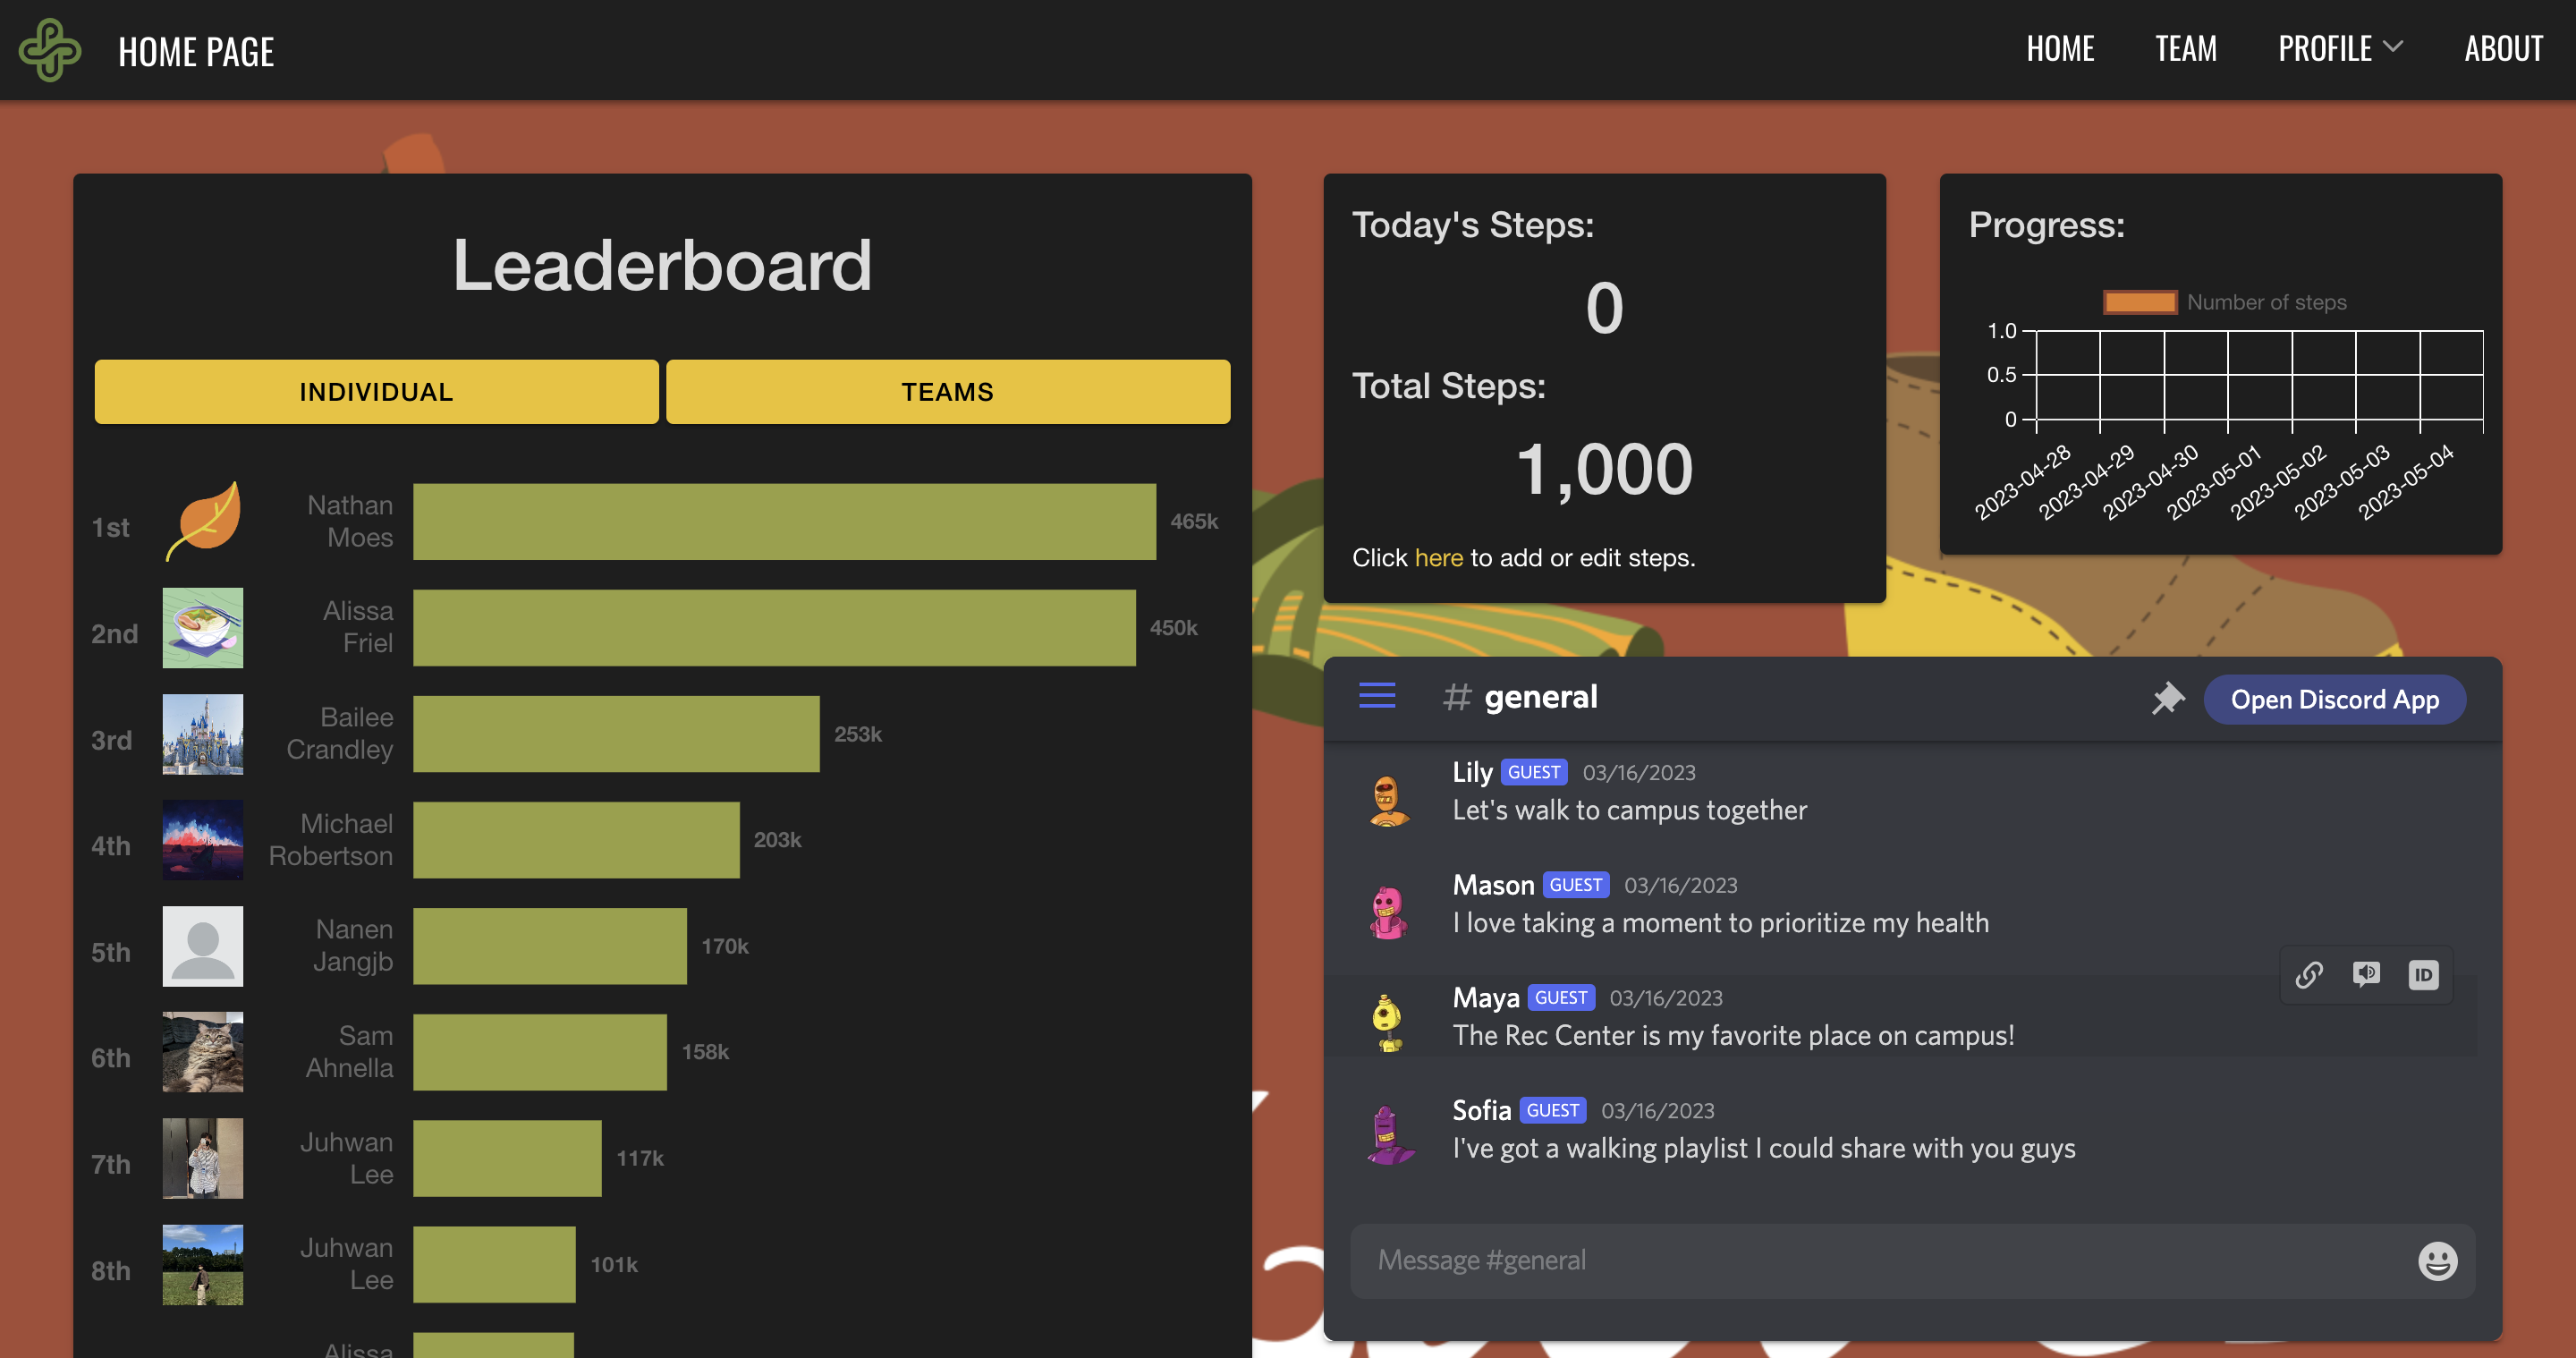 HOME PAGE
HOME TEAM PROFILE ABOUT
Leaderboard
INDIVIDUAL TEAMS
1st
Nathan
Moes
465k
2nd
Alissa
Friel
450k
3rd
Bailee
Crandley
253k
4th
Michael
Robertson
203k
5th
Nanen
Jangjb
170k
6th
Sam
Ahnella
158k
7th
Juhwan
Lee
117k
8th
Juhwan
Lee
101k
Alissa
Today's Steps:
0
Total Steps:
1,000
Click here to add or edit steps.
Progress:
Number of steps
1.0
0.5
0
2023-04-28
2023-04-29
2023-04-30
2023-05-01
2023-05-02
2023-05-03
2023-05-04
# general
Open Discord App
Lily GUEST 03/16/2023
Let's walk to campus together
Mason GUEST 03/16/2023
I love taking a moment to prioritize my health
ID
Maya GUEST 03/16/2023
The Rec Center is my favorite place on campus!
Sofia GUEST 03/16/2023
I've got a walking playlist I could share with you guys
Message #general